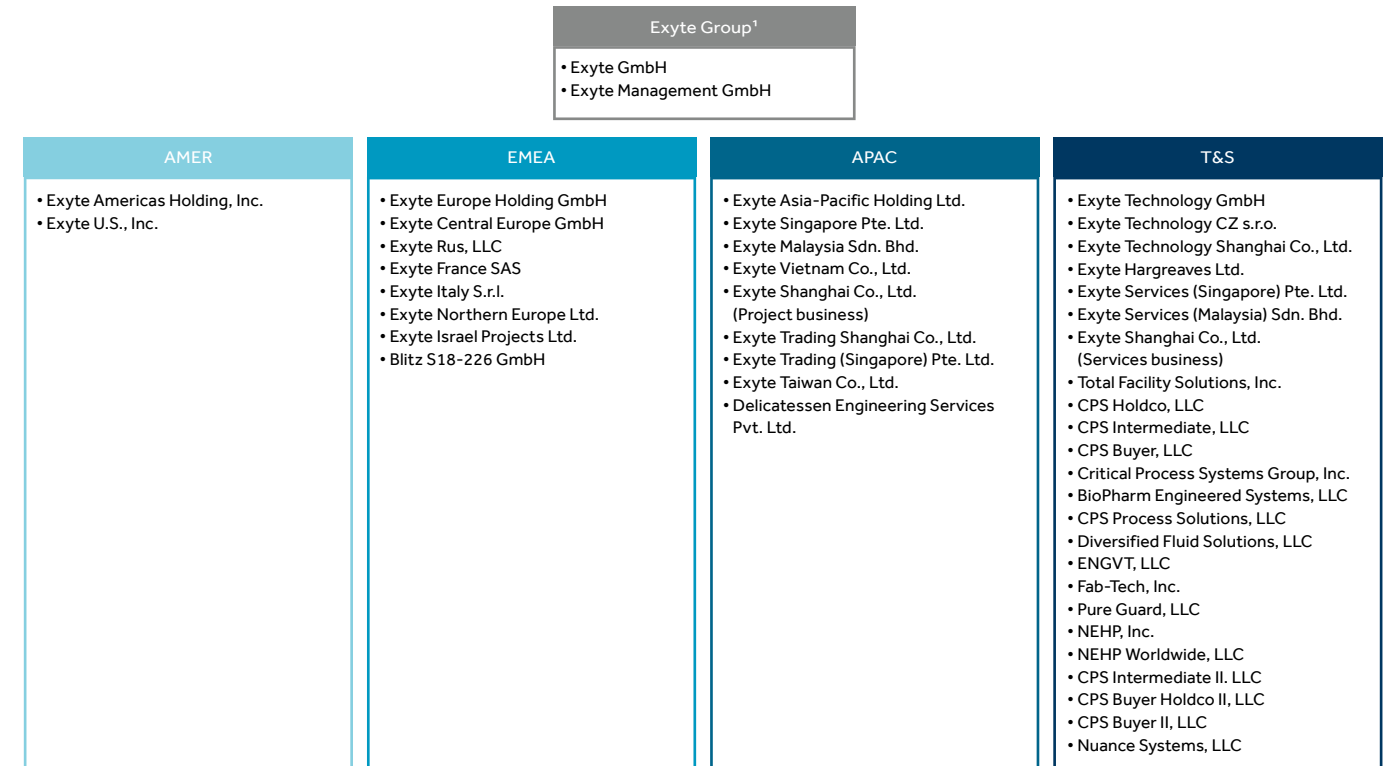 Exyte Group¹
• Exyte GmbH
• Exyte Management GmbH
AMER
• Exyte Americas Holding, Inc.
• Exyte U.S., Inc.
EMEA
• Exyte Europe Holding GmbH
• Exyte Central Europe GmbH
• Exyte Rus, LLC
• Exyte France SAS
• Exyte Italy S.r.l.
• Exyte Northern Europe Ltd.
• Exyte Israel Projects Ltd.
• Blitz S18-226 GmbH
APAC
• Exyte Asia-Pacific Holding Ltd.
• Exyte Singapore Pte. Ltd.
• Exyte Malaysia Sdn. Bhd.
• Exyte Vietnam Co., Ltd.
• Exyte Shanghai Co., Ltd.
(Project business)
• Exyte Trading Shanghai Co., Ltd.
• Exyte Trading (Singapore) Pte. Ltd.
• Exyte Taiwan Co., Ltd.
• Delicatessen Engineering Services
Pvt. Ltd.
T&S
• Exyte Technology GmbH
• Exyte Technology CZ s.r.o.
• Exyte Technology Shanghai Co., Ltd.
• Exyte Hargreaves Ltd.
• Exyte Services (Singapore) Pte. Ltd.
• Exyte Services (Malaysia) Sdn. Bhd.
• Exyte Shanghai Co., Ltd.
(Services business)
• Total Facility Solutions, Inc.
• CPS Holdco, LLC
• CPS Intermediate, LLC
• CPS Buyer, LLC
• Critical Process Systems Group, Inc.
• BioPharm Engineered Systems, LLC
• CPS Process Solutions, LLC
• Diversified Fluid Solutions, LLC
• ENGVT, LLC
• Fab-Tech, Inc.
• Pure Guard, LLC
• NEHP, Inc.
• NEHP Worldwide, LLC
• CPS Intermediate II. LLC
• CPS Buyer Holdco II, LLC
• CPS Buyer II, LLC
• Nuance Systems, LLC